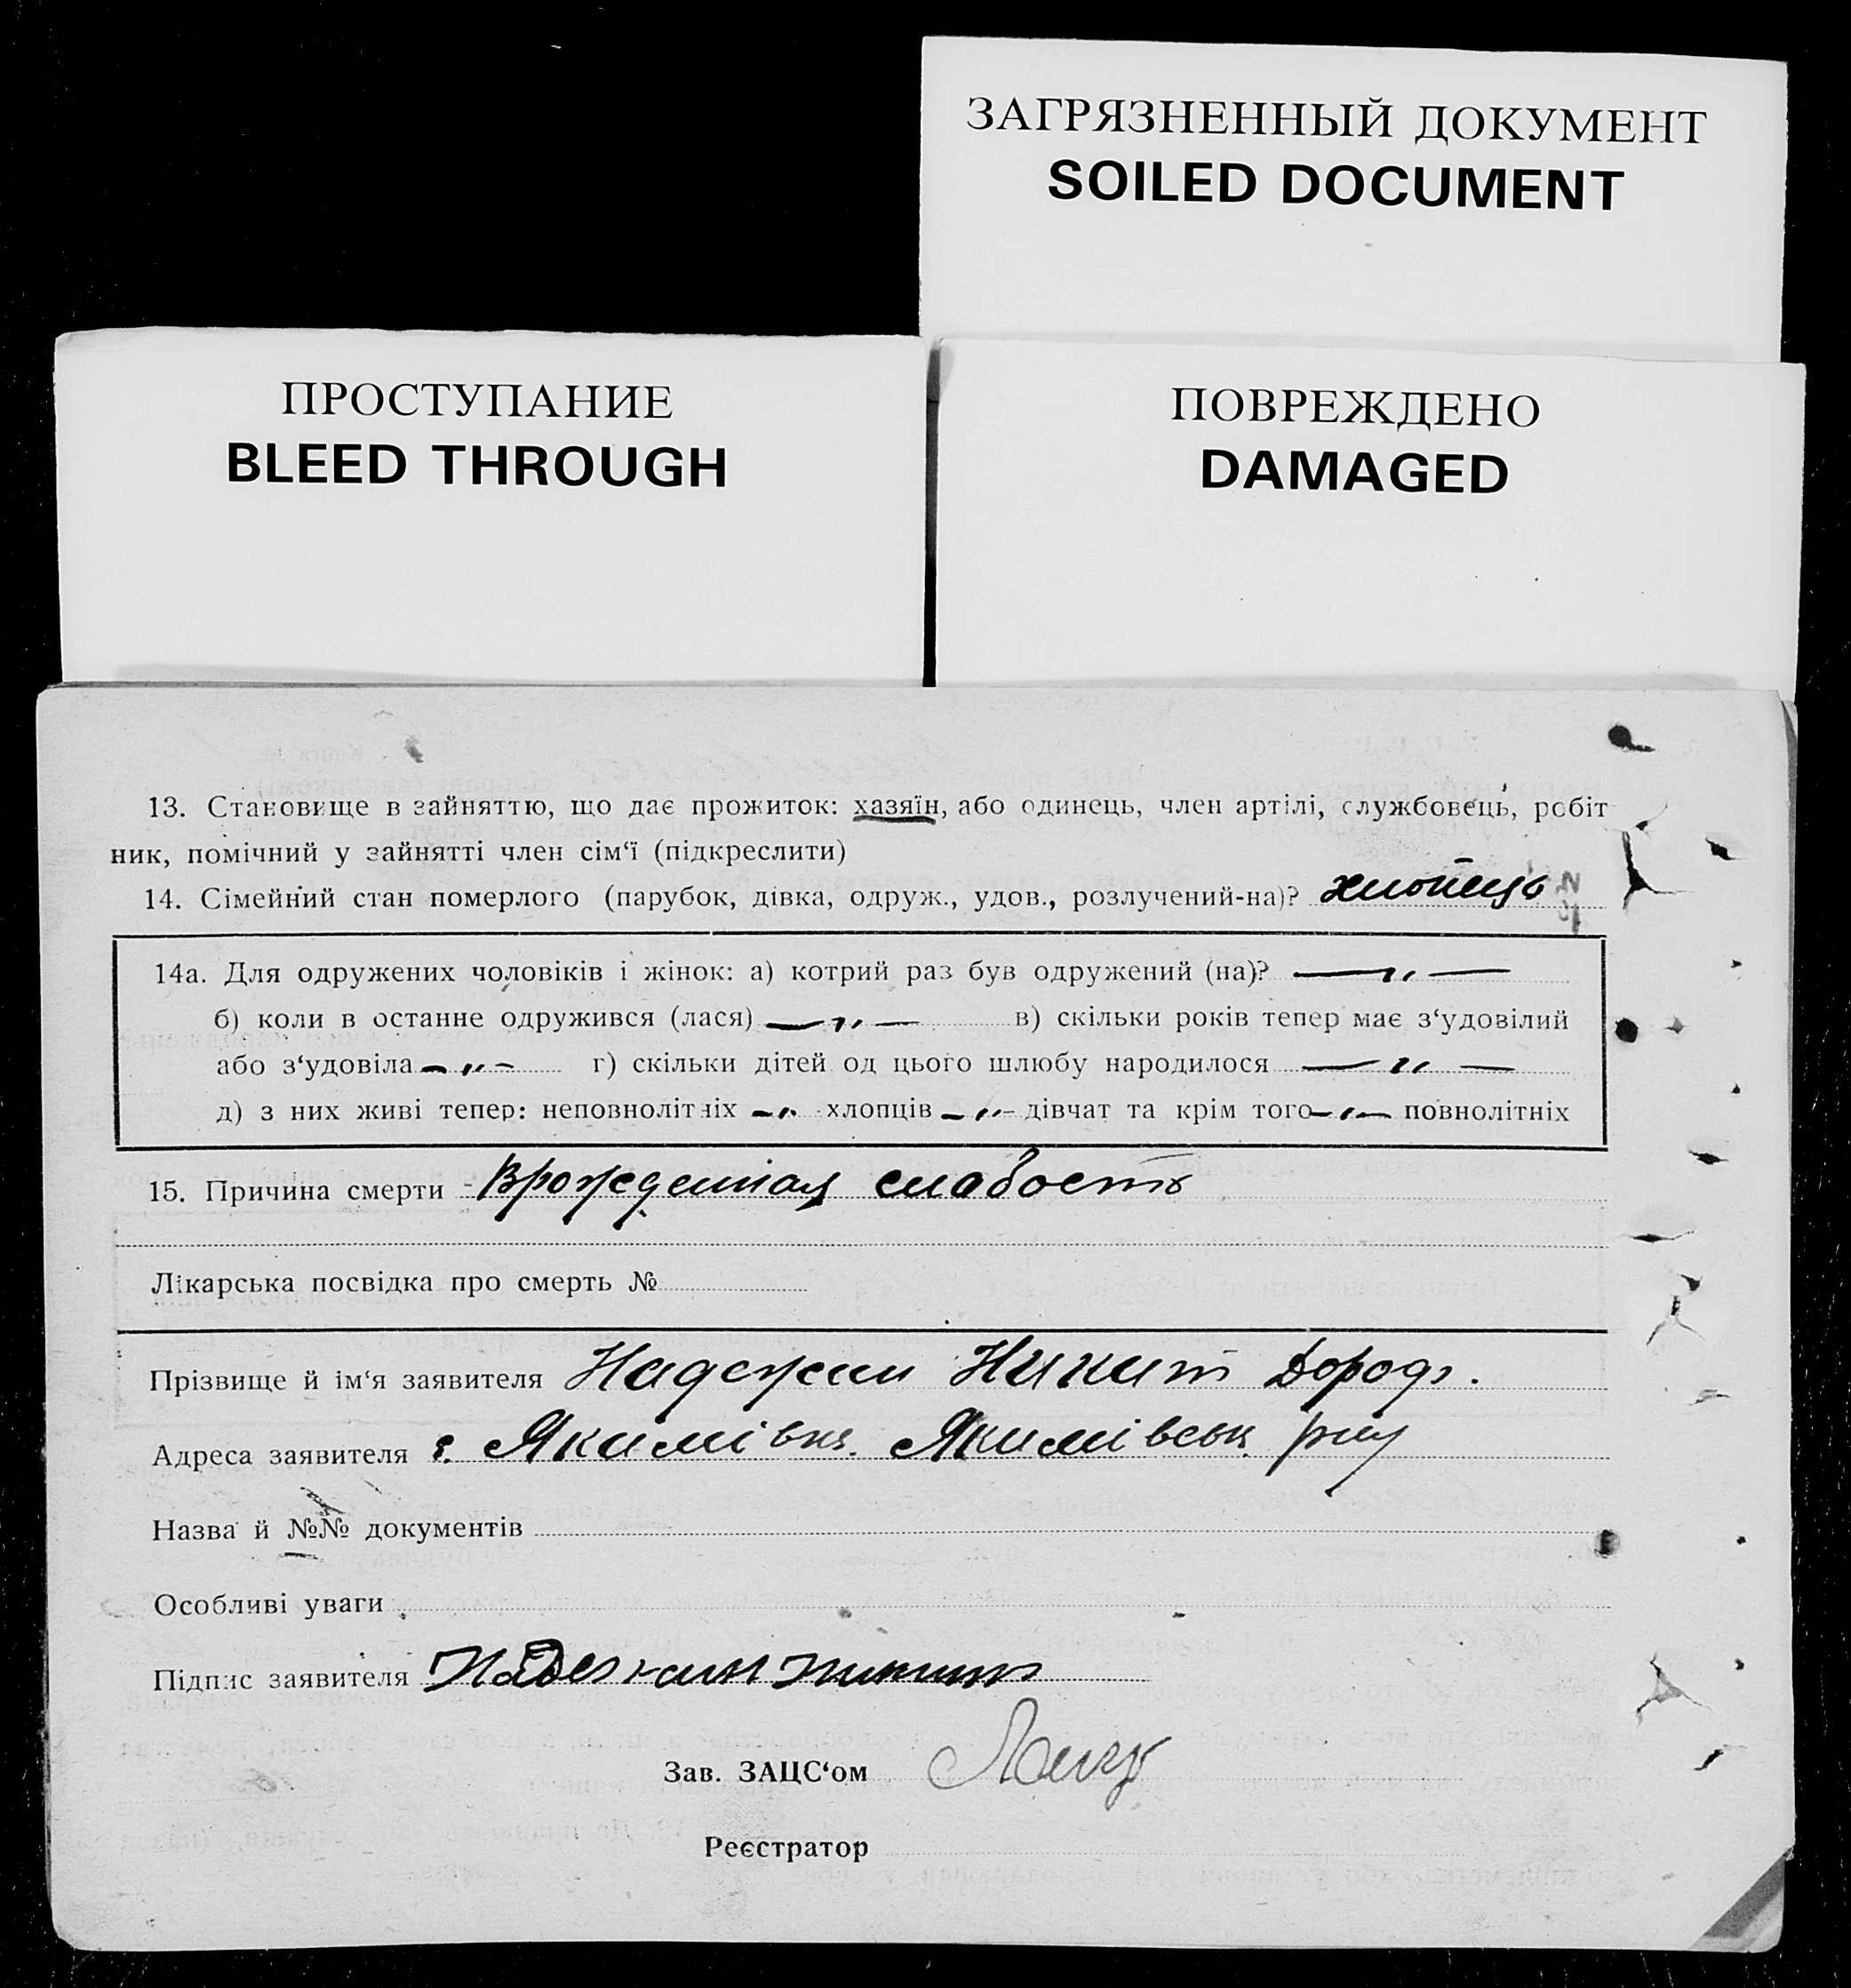 ЗАГРЯЗНЕННЫЙ ДОКУМЕНТ
SOILED DOCUMENT
ПРОСТУПАНИЕ
BLEED THROUGH
ПОВРЕЖДЕНО
DAMAGED
13. Становище в зайняттю, що дає прожиток: хазяїн, або одинець, член артілі, службовець, робіт
ник, помічний у зайнятті член сім‘ї (підкреслити)
14. Сімейний стан померлого (парубок, дівка, одруж., удов., розлучений-на)? хлопець
14а. Для одружених чоловіків і жінок: а) котрий раз був одружений (на)? — " —
б) коли в останне одружився (лася) — " — в) скільки років тепер має з‘удовілий
або з‘удовіла — " — г) скільки дітей од цього шлюбу народилося — " —
д) з них живі тепер: неповнолітніх — " хлопців — " — дівчат та крім того — " — повнолітніх
15. Причина смерти Врожденная слабость
Лікарська посвідка про смерть №
Прізвище й ім‘я заявителя Никит
Адреса заявителя с. Якимівка. Якимівськ. р-ну
Назва й №№ документів
Особливі уваги
Підпис заявителя
Зав. ЗАЦС‘ом
Реєстратор